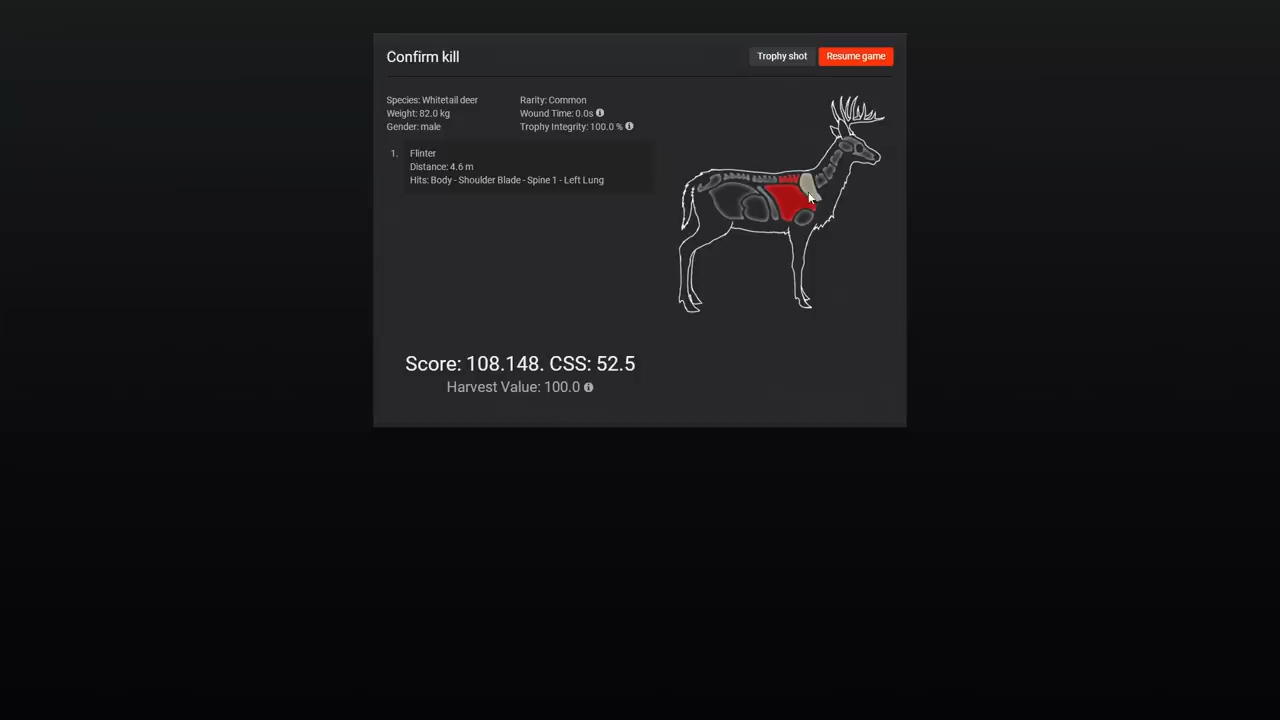 Confirm kill
Trophy shot
Resume game
Species: Whitetail deer
Weight: 82.0 kg
Gender: male
Rarity: Common
Wound Time: 0.0s
Trophy Integrity: 100.0 %
1. Flinter
Distance: 4.6 m
Hits: Body - Shoulder Blade - Spine 1 - Left Lung
Score: 108.148. CSS: 52.5
Harvest Value: 100.0